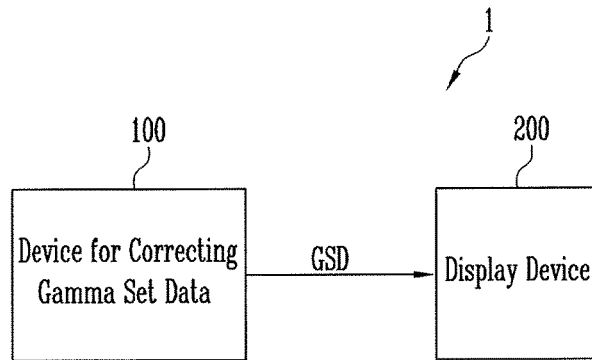 1
100
200
Device for Correcting
Gamma Set Data
GSD
Display Device